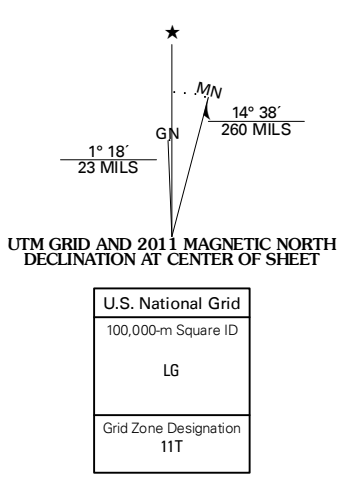 ★
MN
14° 38´
260 MILS
GN
1° 18´
23 MILS
UTM GRID AND 2011 MAGNETIC NORTH
DECLINATION AT CENTER OF SHEET
U.S. National Grid
100,000-m Square ID
LG
Grid Zone Designation
11T